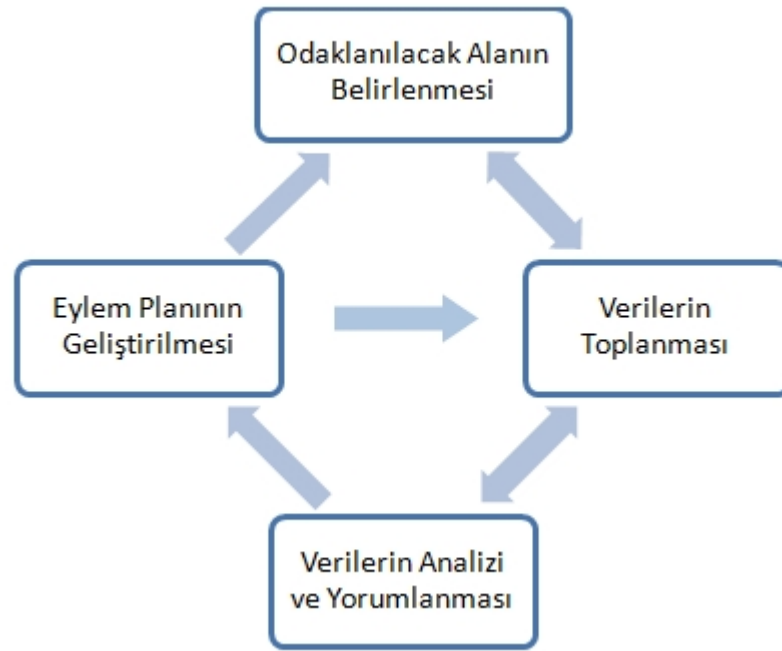 Odaklanılacak Alanın
Belirlenmesi
Eylem Planının
Geliştirilmesi
Verilerin
Toplanması
Verilerin Analizi
ve Yorumlanması